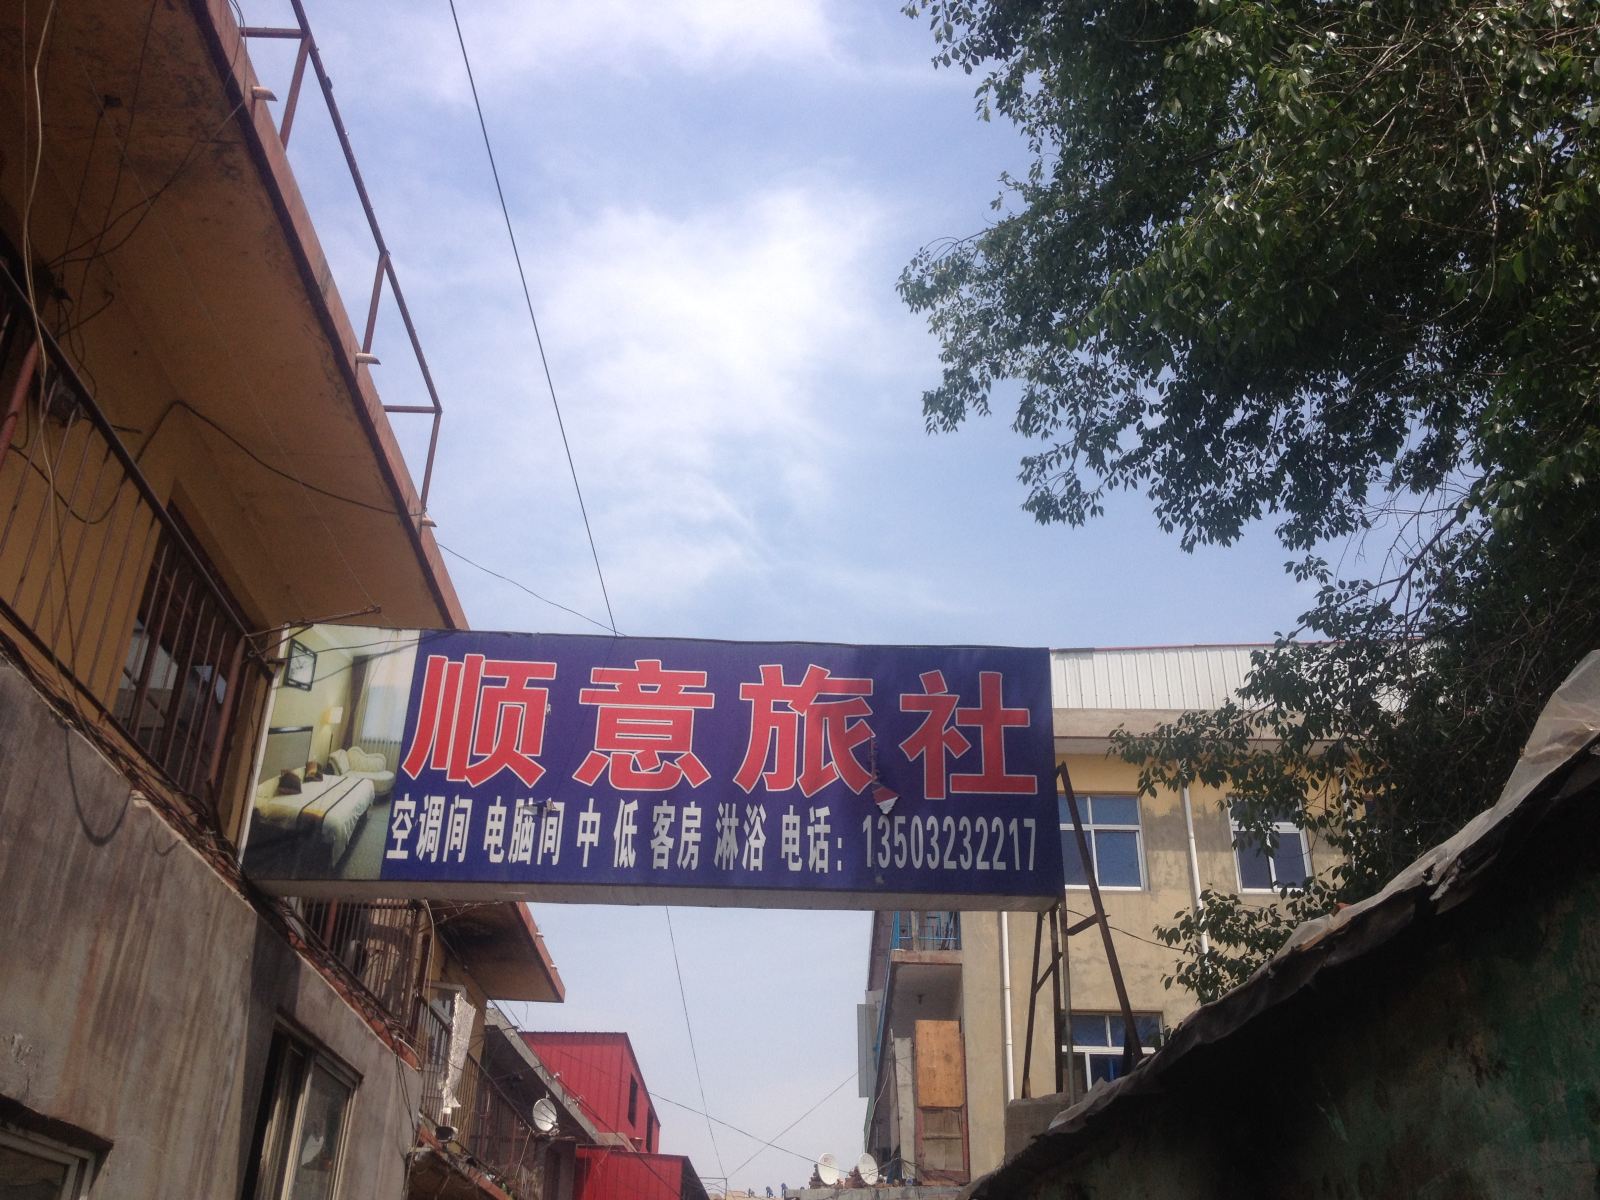 顺意旅社
空调间 电脑间 中 低 客房 淋浴 电话：13503232217